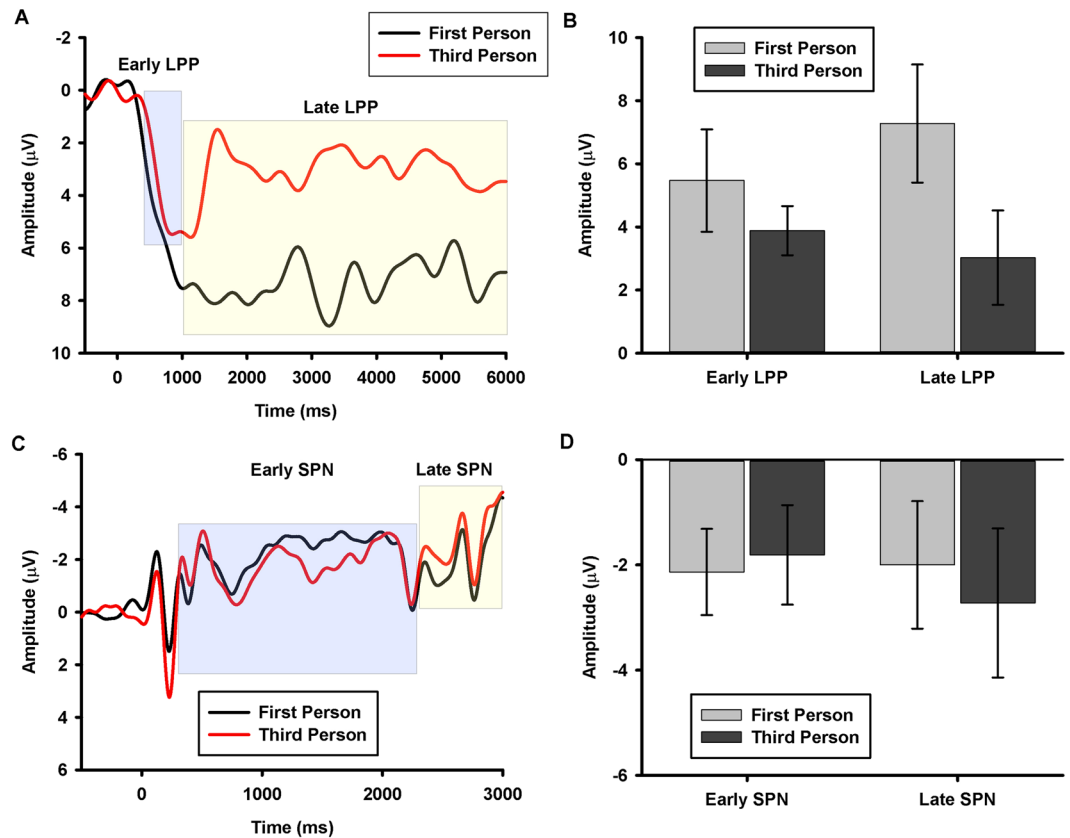 A
First Person
Third Person
Early LPP
Late LPP
-2
0
2
4
6
8
10
Amplitude (μV)
0 1000 2000 3000 4000 5000 6000
Time (ms)
B
First Person
Third Person
10
8
6
4
2
0
Amplitude (μV)
Early LPP Late LPP
C
Early SPN
Late SPN
-6
-4
-2
0
2
4
6
Amplitude (μV)
First Person
Third Person
0 1000 2000 3000
Time (ms)
D
0
-2
-4
-6
Amplitude (μV)
First Person
Third Person
Early SPN Late SPN